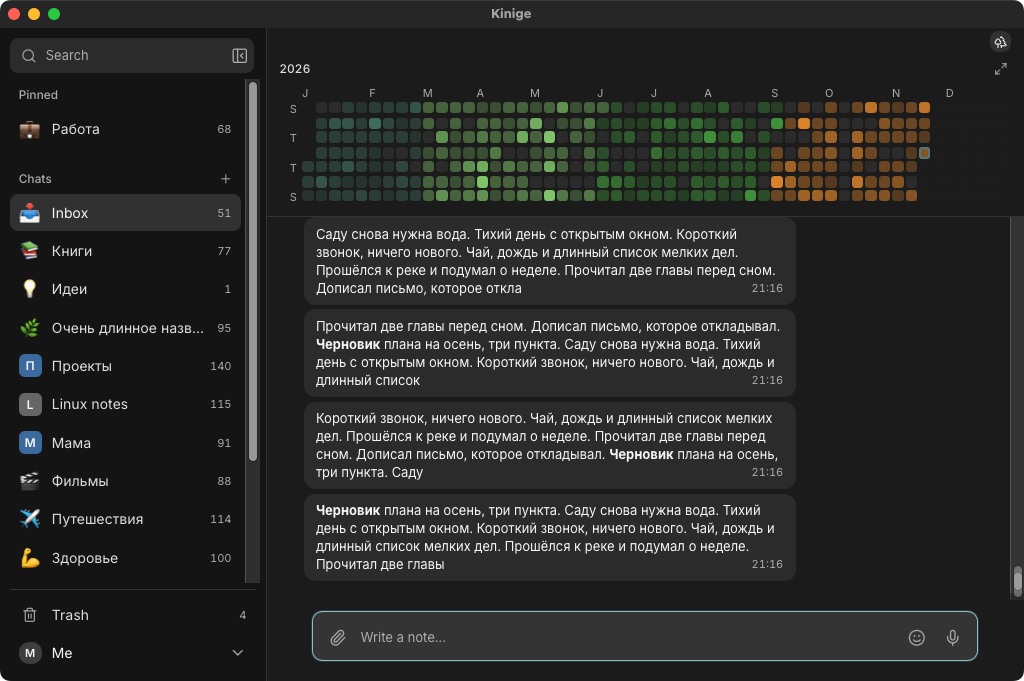 Kinige
Search
Pinned
Работа 68
Chats
Inbox 51
Книги 77
Идеи 1
Очень длинное назв... 95
П Проекты 140
L Linux notes 115
М Мама 91
Фильмы 88
Путешествия 114
Здоровье 100
Trash 4
M Me
2026
J F M A M J J A S O N D
S
T
T
S
Саду снова нужна вода. Тихий день с открытым окном. Короткий
звонок, ничего нового. Чай, дождь и длинный список мелких дел.
Прошёлся к реке и подумал о неделе. Прочитал две главы перед сном.
Дописал письмо, которое откла 21:16
Прочитал две главы перед сном. Дописал письмо, которое откладывал.
Черновик плана на осень, три пункта. Саду снова нужна вода. Тихий
день с открытым окном. Короткий звонок, ничего нового. Чай, дождь и
длинный список 21:16
Короткий звонок, ничего нового. Чай, дождь и длинный список мелких
дел. Прошёлся к реке и подумал о неделе. Прочитал две главы перед
сном. Дописал письмо, которое откладывал. Черновик плана на осень,
три пункта. Саду 21:16
Черновик плана на осень, три пункта. Саду снова нужна вода. Тихий
день с открытым окном. Короткий звонок, ничего нового. Чай, дождь и
длинный список мелких дел. Прошёлся к реке и подумал о неделе.
Прочитал две главы 21:16
Write a note...